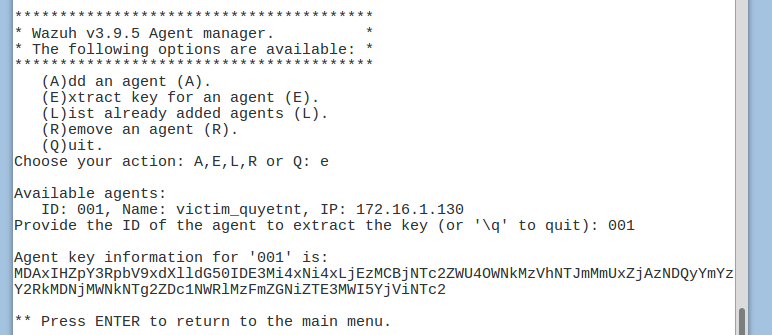 ****************************************
* Wazuh v3.9.5 Agent manager.          *
* The following options are available: *
****************************************
   (A)dd an agent (A).
   (E)xtract key for an agent (E).
   (L)ist already added agents (L).
   (R)emove an agent (R).
   (Q)uit.
Choose your action: A,E,L,R or Q: e
Available agents:
   ID: 001, Name: victim_quyetnt, IP: 172.16.1.130
Provide the ID of the agent to extract the key (or '\q' to quit): 001
Agent key information for '001' is:
MDAxIHZpY3RpbV9xdXlldG50IDE3Mi4xNi4xLjEzMCBjNTc2ZWU4OWNkMzVhNTJmMmUxZjAzNDQyYmYz
Y2RkMDNjMWNkNTg2ZDc1NWRlMzFmZGNiZTE3MWI5YjViNTc2
** Press ENTER to return to the main menu.